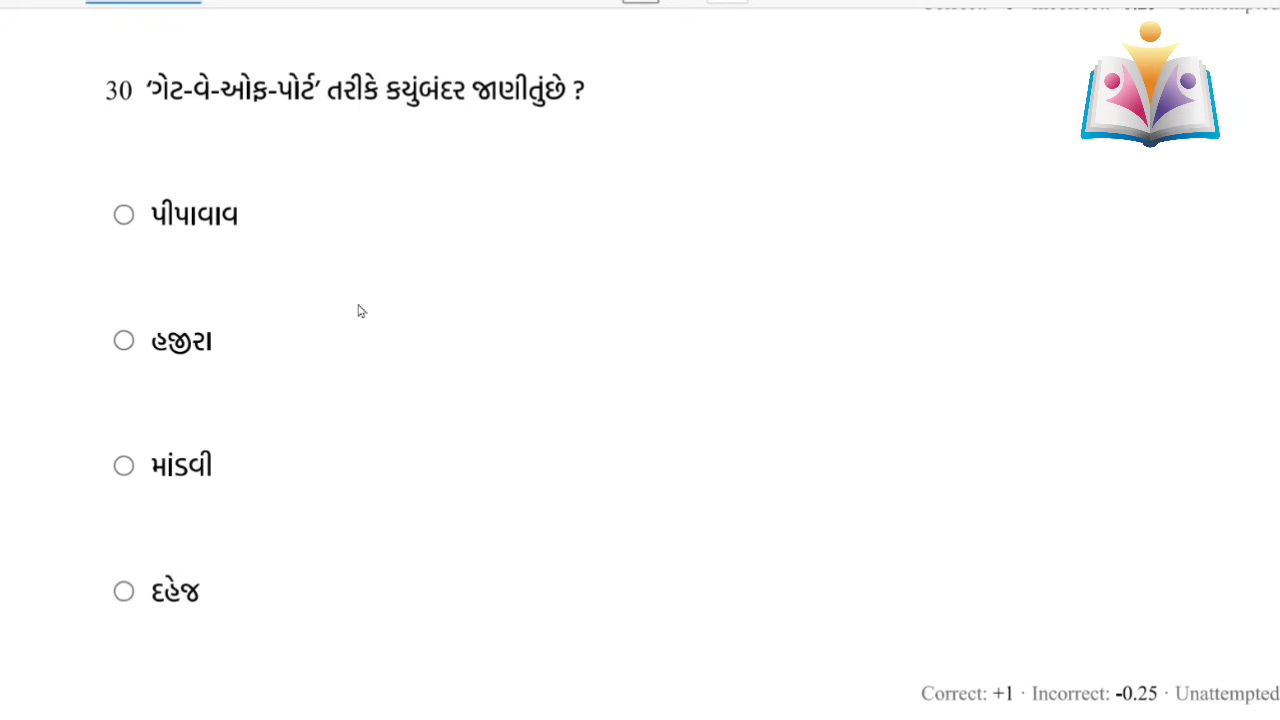 30 ‘ગેટ-વે-ઓફ-પોર્ટ’ તરીકે કયુંબંદર જાણીતુંછે ?
પીપાવાવ
હજીરા
માંડવી
દહેજ
Correct: +1 · Incorrect: -0.25 · Unattempted